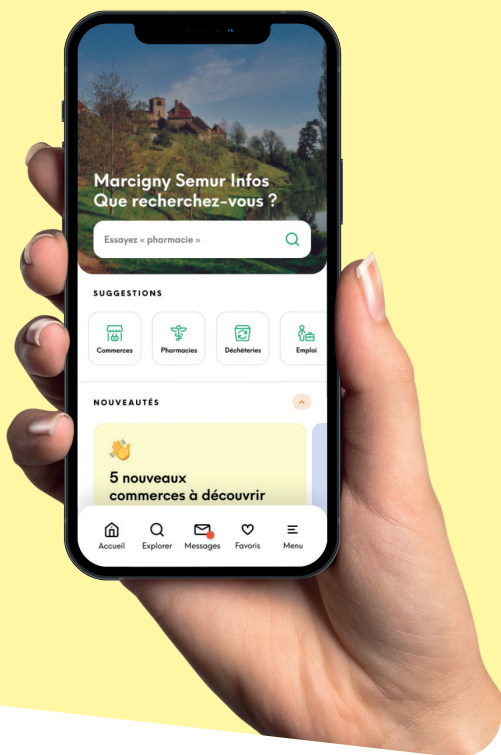 Marcigny Semur Infos
Que recherchez-vous ?
Essayez « pharmacie »
SUGGESTIONS
Commerces
Pharmacies
Déchèteries
Emploi
NOUVEAUTÉS
5 nouveaux
commerces à découvrir
Accueil
Explorer
Messages
Favoris
Menu